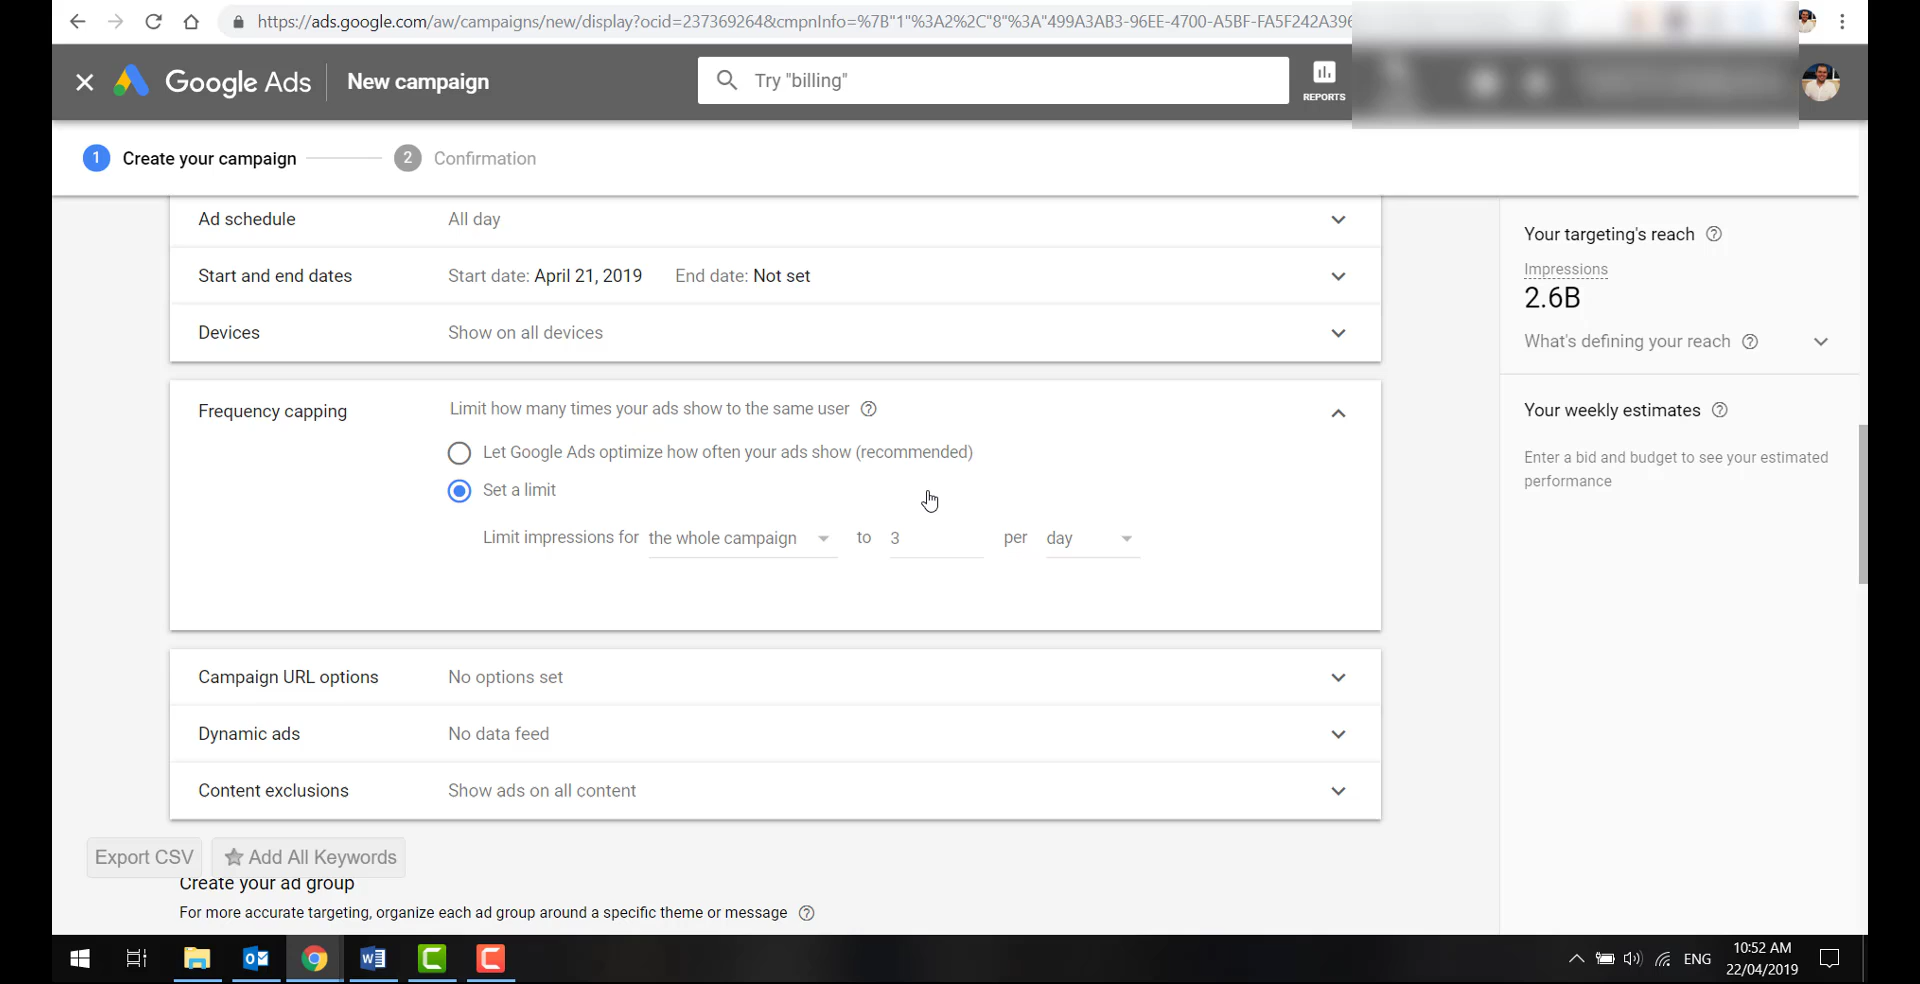 https://ads.google.com/aw/campaigns/new/display?ocid=237369264&cmpnInfo=%7B"1"%3A2%2C"8"%3A"499A3AB3-96EE-4700-A5BF-FA5F242A396
Google Ads
New campaign
Try "billing"
REPORTS
1 Create your campaign
2 Confirmation
Ad schedule All day
Start and end dates Start date: April 21, 2019 End date: Not set
Devices Show on all devices
Frequency capping Limit how many times your ads show to the same user
Let Google Ads optimize how often your ads show (recommended)
Set a limit
Limit impressions for the whole campaign to 3 per day
Campaign URL options No options set
Dynamic ads No data feed
Content exclusions Show ads on all content
Export CSV Add All Keywords
Create your ad group
For more accurate targeting, organize each ad group around a specific theme or message
Your targeting's reach
Impressions
2.6B
What's defining your reach
Your weekly estimates
Enter a bid and budget to see your estimated
performance
ENG
10:52 AM
22/04/2019